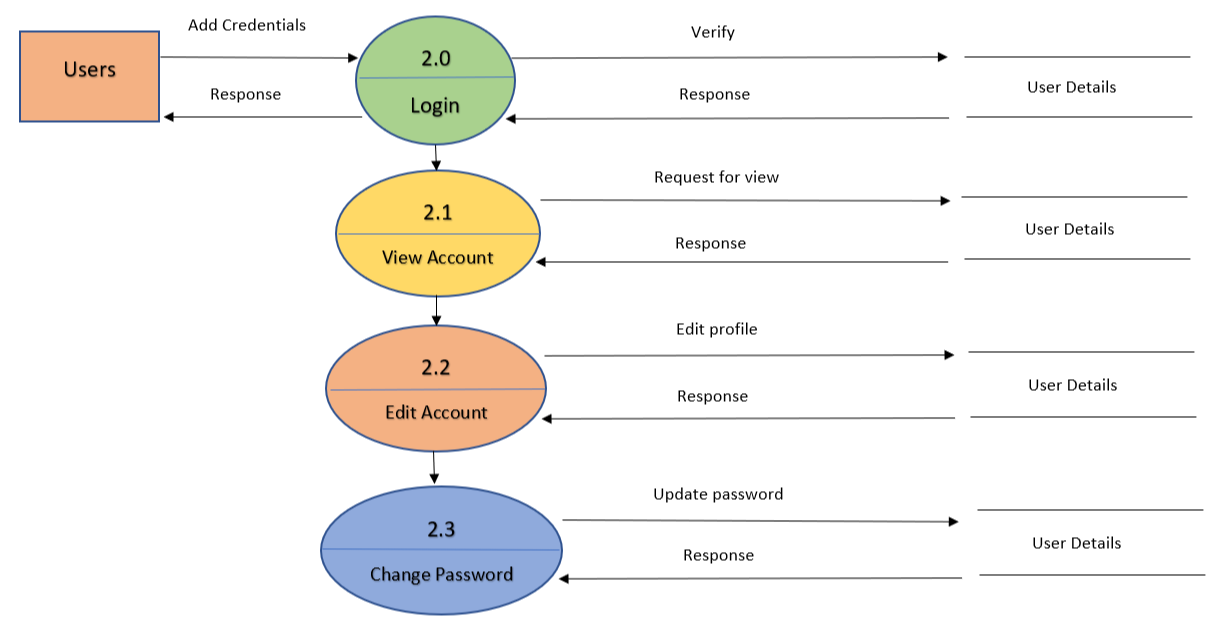 Add Credentials
Verify
Users
2.0
Login
Response
Response
User Details
Request for view
2.1
View Account
Response
User Details
Edit profile
2.2
Edit Account
Response
User Details
Update password
2.3
Change Password
Response
User Details